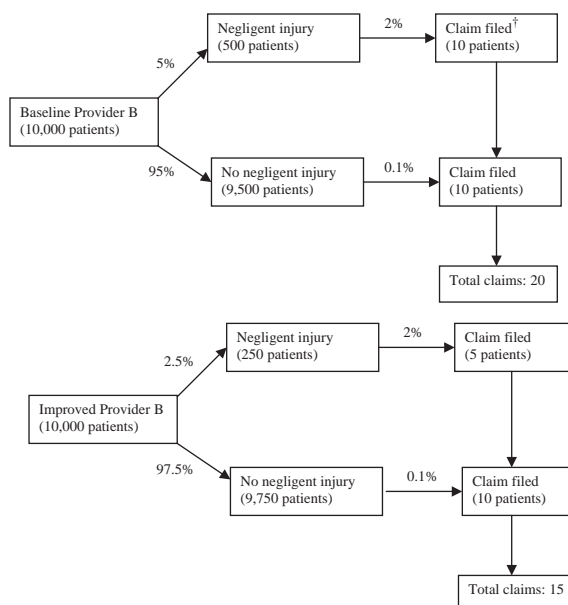 Negligent injury
(500 patients)
2%
Claim filed†
(10 patients)
5%
Baseline Provider B
(10,000 patients)
95%
No negligent injury
(9,500 patients)
0.1%
Claim filed
(10 patients)
Total claims: 20
Negligent injury
(250 patients)
2%
Claim filed
(5 patients)
2.5%
Improved Provider B
(10,000 patients)
97.5%
No negligent injury
(9,750 patients)
0.1%
Claim filed
(10 patients)
Total claims: 15